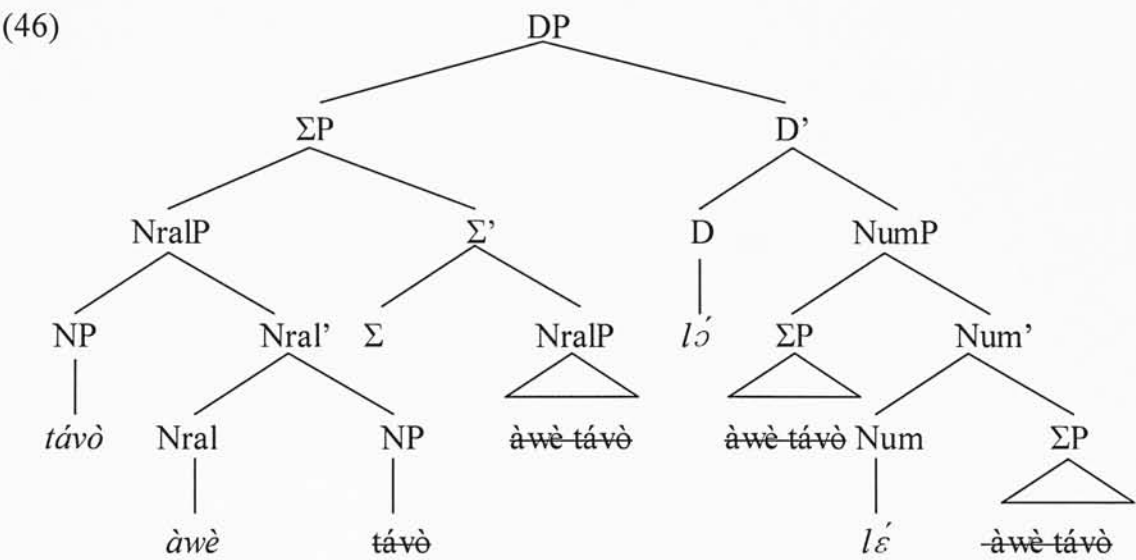 (46) DP
ΣP D’
NralP Σ’ D NumP
NP Nral’ Σ NralP lɔ́ ΣP Num’
távò Nral NP àwè távò àwè távò Num ΣP
àwè távò lɛ́ àwè távò